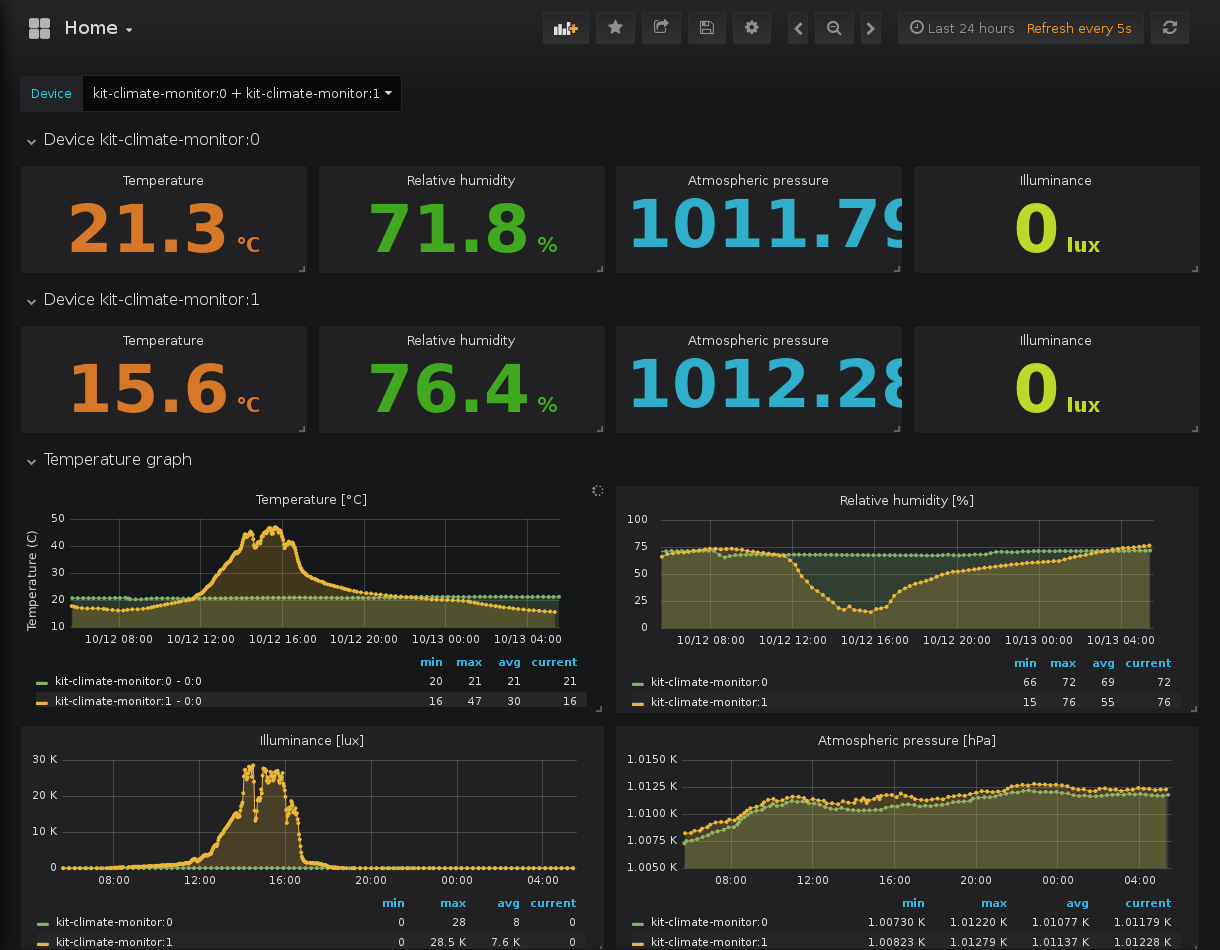 Home
Last 24 hours Refresh every 5s
Device kit-climate-monitor:0 + kit-climate-monitor:1
Device kit-climate-monitor:0
Temperature Relative humidity Atmospheric pressure Illuminance
21.3 °C 71.8 % 1011.79 0 lux
Device kit-climate-monitor:1
Temperature Relative humidity Atmospheric pressure Illuminance
15.6 °C 76.4 % 1012.28 0 lux
Temperature graph
Temperature [°C]
Temperature (C)
50
40
30
20
10
10/12 08:00 10/12 12:00 10/12 16:00 10/12 20:00 10/13 00:00 10/13 04:00
min max avg current
kit-climate-monitor:0 - 0:0 20 21 21 21
kit-climate-monitor:1 - 0:0 16 47 30 16
Relative humidity [%]
100
75
50
25
0
10/12 08:00 10/12 12:00 10/12 16:00 10/12 20:00 10/13 00:00 10/13 04:00
min max avg current
kit-climate-monitor:0 66 72 69 72
kit-climate-monitor:1 15 76 55 76
Illuminance [lux]
30 K
20 K
10 K
0
08:00 12:00 16:00 20:00 00:00 04:00
min max avg current
kit-climate-monitor:0 0 28 8 0
kit-climate-monitor:1 0 28.5 K 7.6 K 0
Atmospheric pressure [hPa]
1.0150 K
1.0125 K
1.0100 K
1.0075 K
1.0050 K
08:00 12:00 16:00 20:00 00:00 04:00
min max avg current
kit-climate-monitor:0 1.00730 K 1.01220 K 1.01077 K 1.01179 K
kit-climate-monitor:1 1.00823 K 1.01279 K 1.01137 K 1.01228 K